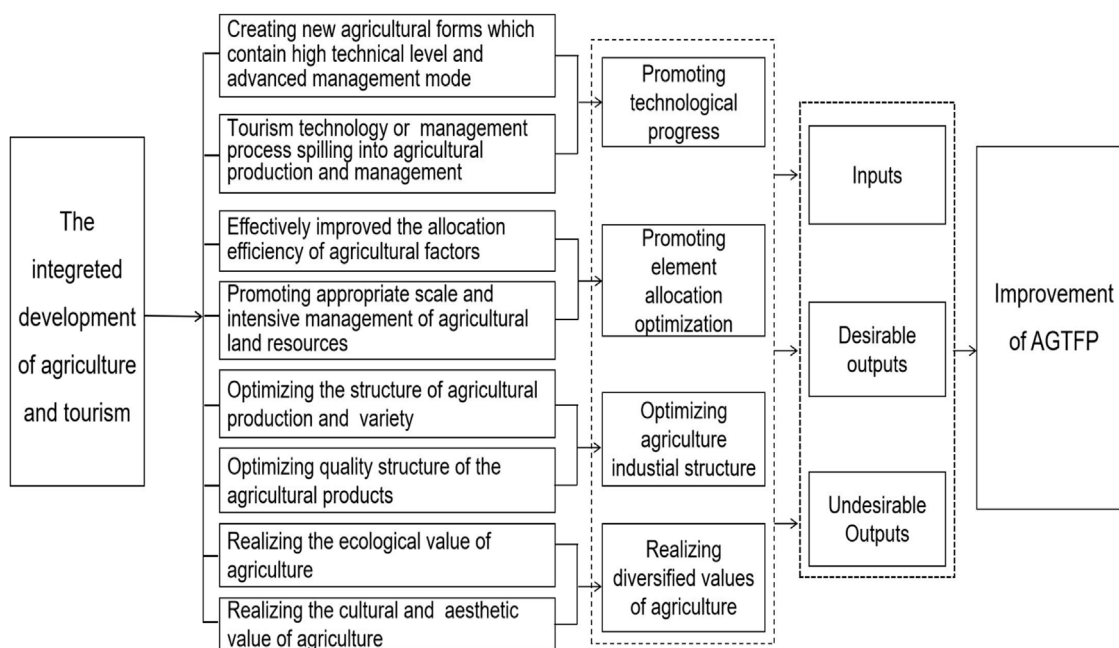 The
integreted
development
of agriculture
and tourism
Creating new agricultural forms which
contain high technical level and
advanced management mode
Tourism technology or management
process spilling into agricultural
production and management
Effectively improved the allocation
efficiency of agricultural factors
Promoting appropriate scale and
intensive management of agricultural
land resources
Optimizing the structure of agricultural
production and variety
Optimizing quality structure of the
agricultural products
Realizing the ecological value of
agriculture
Realizing the cultural and aesthetic
value of agriculture
Promoting
technological
progress
Promoting
element
allocation
optimization
Optimizing
agriculture
industial structure
Realizing
diversified values
of agriculture
Inputs
Desirable
outputs
Undesirable
Outputs
Improvement
of AGTFP